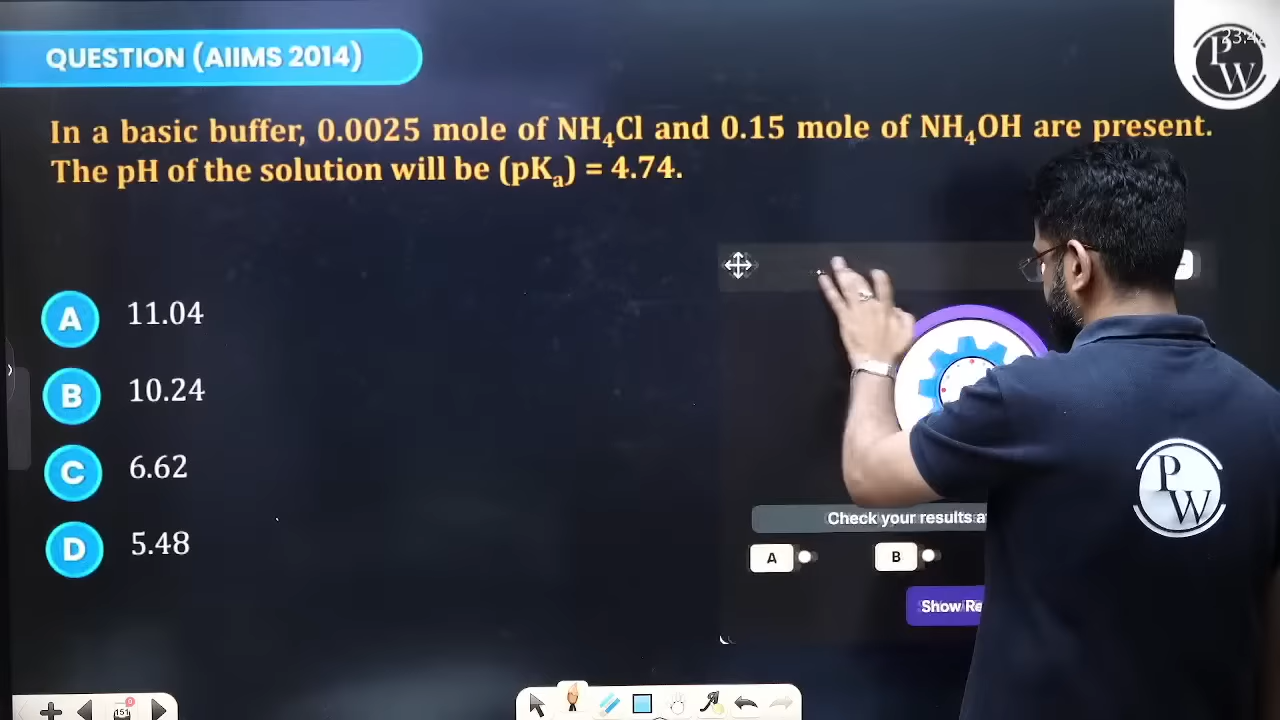 QUESTION (AIIMS 2014)
In a basic buffer, 0.0025 mole of NH₄Cl and 0.15 mole of NH₄OH are present.
The pH of the solution will be (pKₐ) = 4.74.
A 11.04
B 10.24
C 6.62
D 5.48
Check your results
A B
Show Re
P W
P W
151